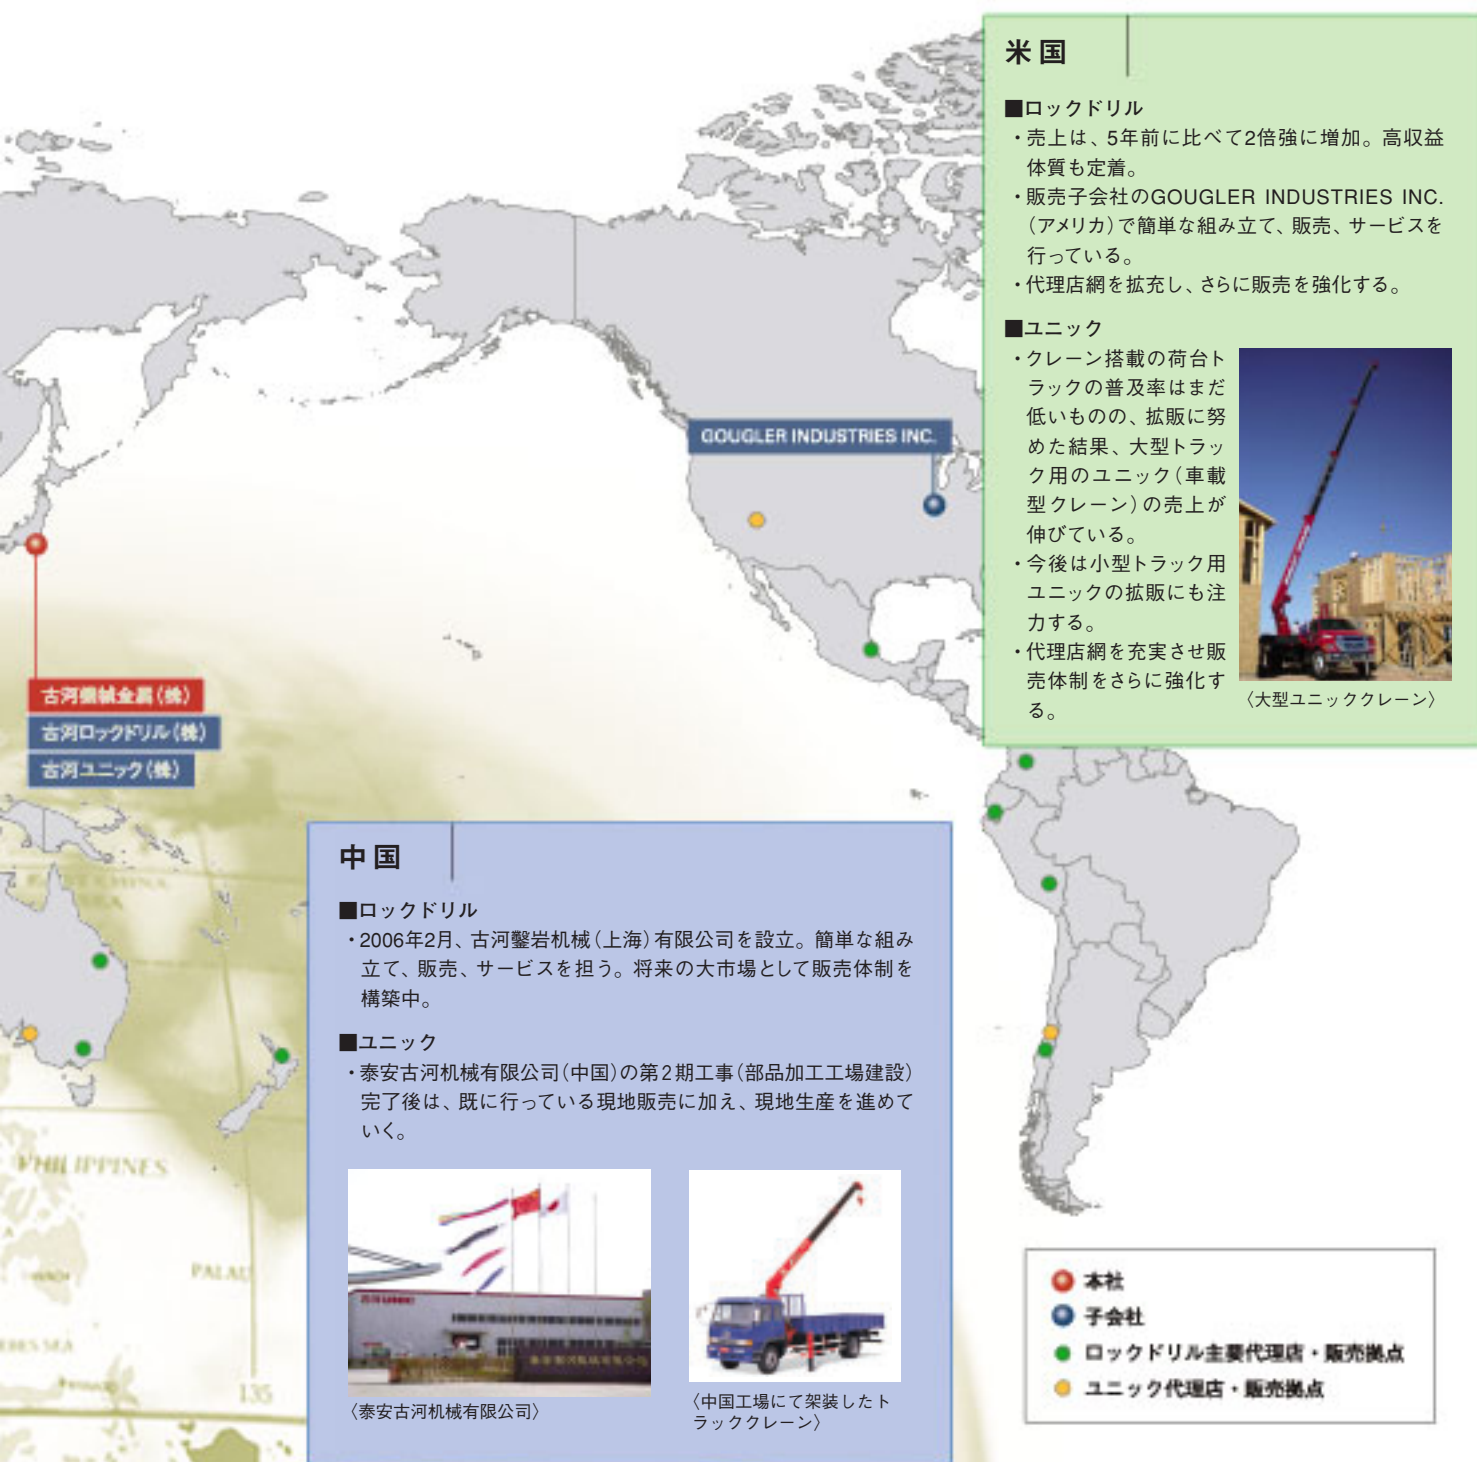 米国
■ロックドリル
・売上は、5年前に比べて2倍強に増加。高収益
体質も定着。
・販売子会社のGOUGLER INDUSTRIES INC.
（アメリカ）で簡単な組み立て、販売、サービスを
行っている。
・代理店網を拡充し、さらに販売を強化する。
■ユニック
・クレーン搭載の荷台ト
ラックの普及率はまだ
低いものの、拡販に努
めた結果、大型トラッ
ク用のユニック（車載
型クレーン）の売上が
伸びている。
・今後は小型トラック用
ユニックの拡販にも注
力する。
・代理店網を充実させ販
売体制をさらに強化す
る。
〈大型ユニッククレーン〉
GOUGLER INDUSTRIES INC.
古河機械金属（株）
古河ロックドリル（株）
古河ユニック（株）
中国
■ロックドリル
・2006年2月、古河鑿岩机械（上海）有限公司を設立。簡単な組み
立て、販売、サービスを担う。将来の大市場として販売体制を
構築中。
■ユニック
・泰安古河机械有限公司（中国）の第2期工事（部品加工工場建設）
完了後は、既に行っている現地販売に加え、現地生産を進めて
いく。
〈泰安古河机械有限公司〉
〈中国工場にて架装したト
ラッククレーン〉
PHILIPPINES
PALAU
135
本社
子会社
ロックドリル主要代理店・販売拠点
ユニック代理店・販売拠点